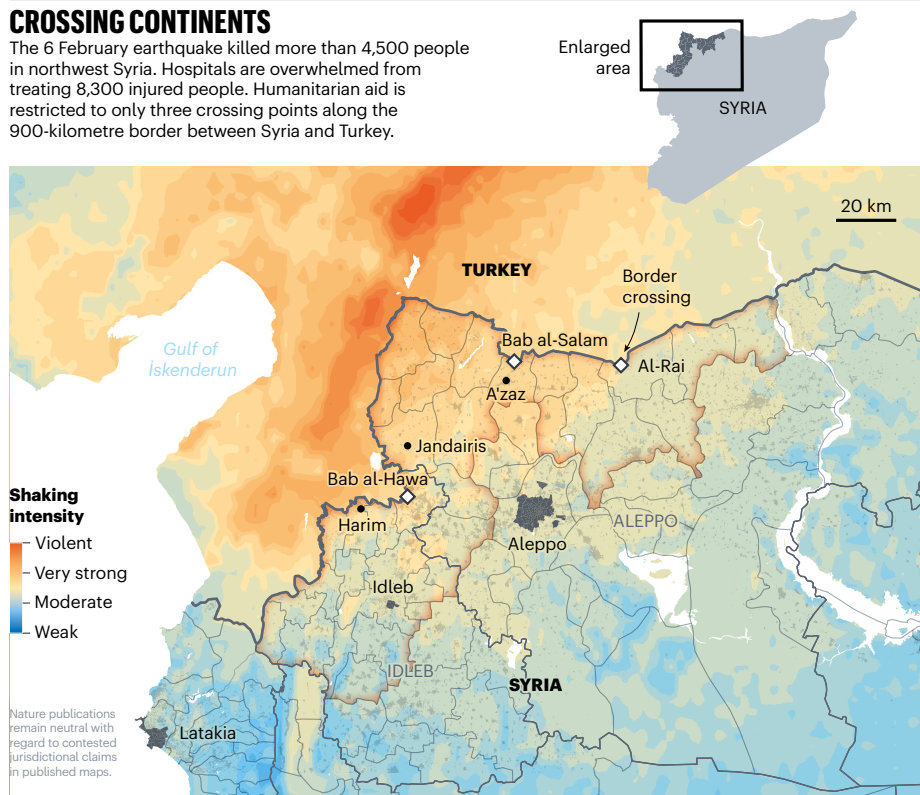 CROSSING CONTINENTS
The 6 February earthquake killed more than 4,500 people
in northwest Syria. Hospitals are overwhelmed from
treating 8,300 injured people. Humanitarian aid is
restricted to only three crossing points along the
900-kilometre border between Syria and Turkey.
Enlarged
area
SYRIA
20 km
TURKEY
Border
crossing
Bab al-Salam
Gulf of
İskenderun
Al-Rai
A'zaz
Jandairis
Bab al-Hawa
Shaking
intensity
Violent
Very strong
Moderate
Weak
Harim
ALEPPO
Aleppo
Idleb
IDLEB
SYRIA
Nature publications
remain neutral with
regard to contested
jurisdictional claims
in published maps.
Latakia